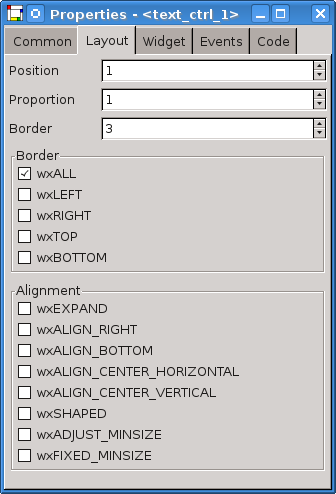 Properties - <text_ctrl_1>
Common Layout Widget Events Code
Position 1
Proportion 1
Border 3
Border
wxALL
wxLEFT
wxRIGHT
wxTOP
wxBOTTOM
Alignment
wxEXPAND
wxALIGN_RIGHT
wxALIGN_BOTTOM
wxALIGN_CENTER_HORIZONTAL
wxALIGN_CENTER_VERTICAL
wxSHAPED
wxADJUST_MINSIZE
wxFIXED_MINSIZE